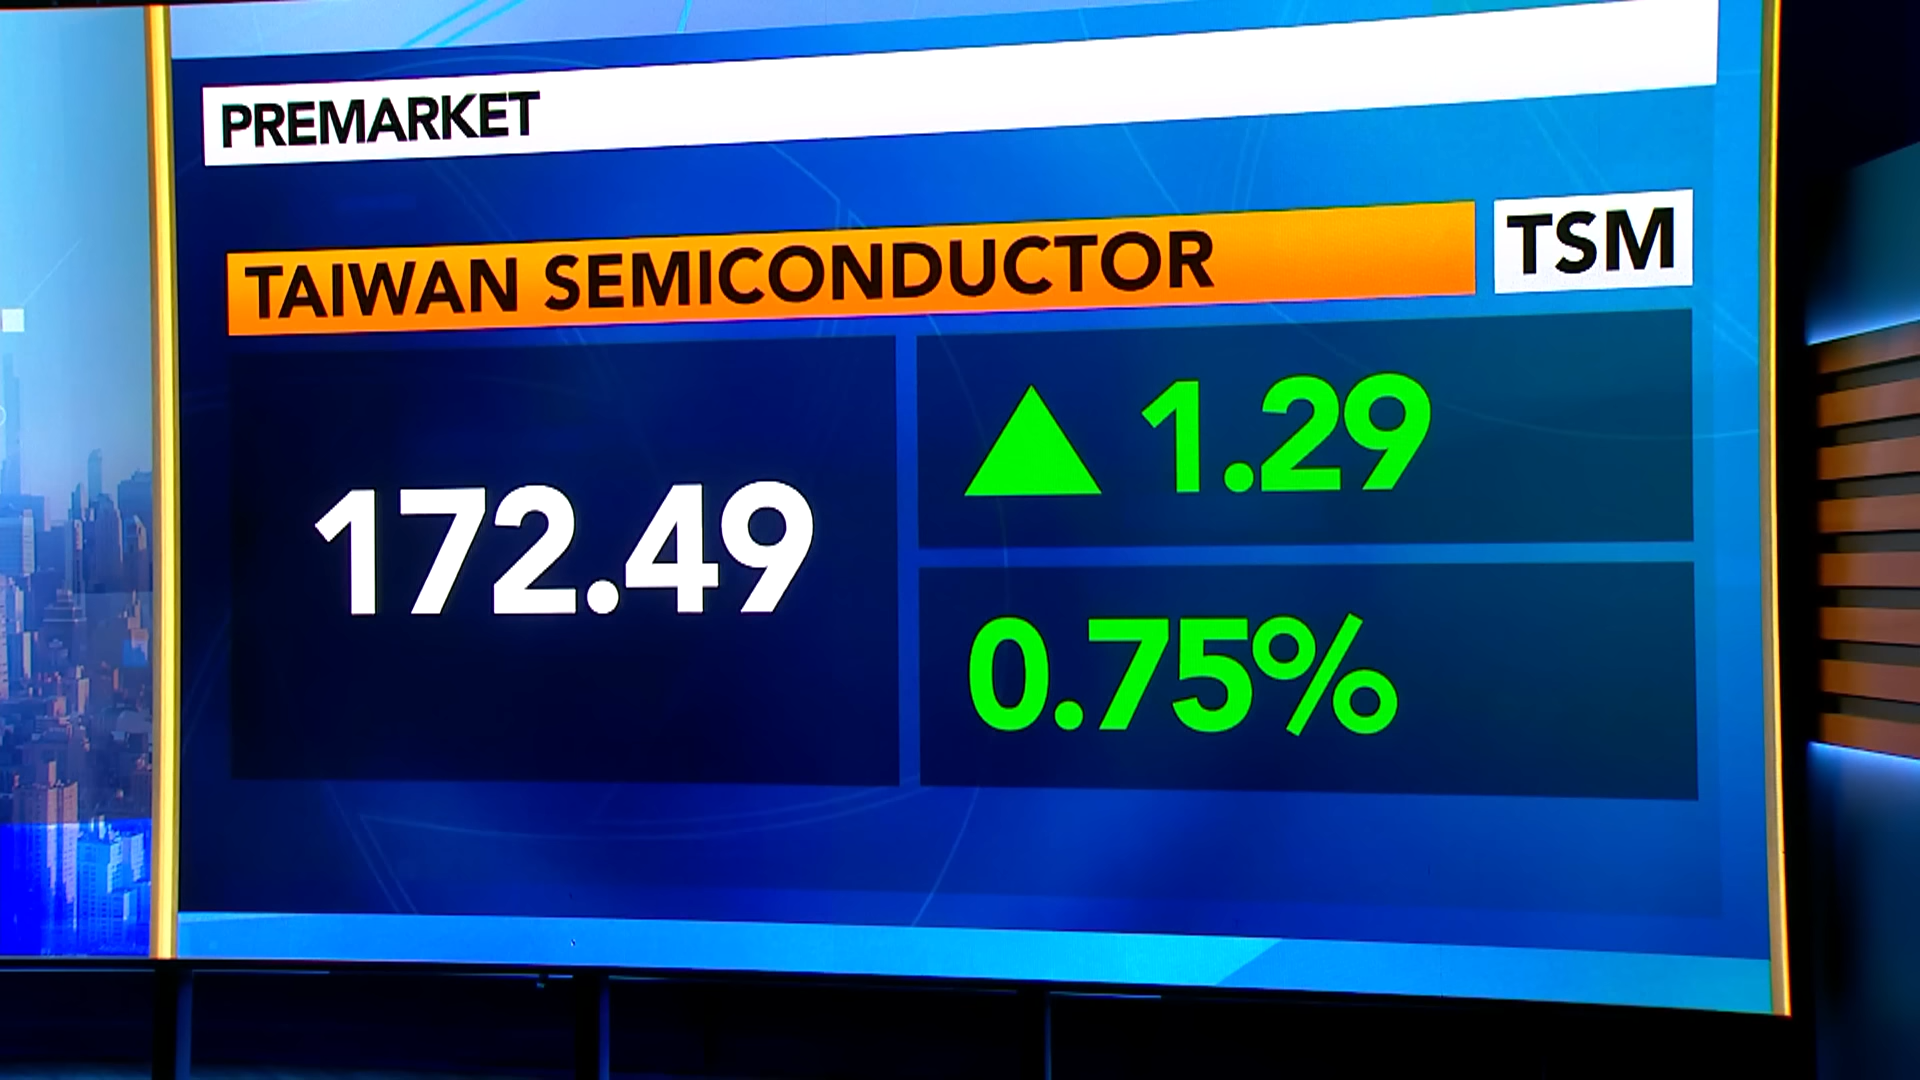 PREMARKET
TAIWAN SEMICONDUCTOR TSM
172.49
▲ 1.29
0.75%